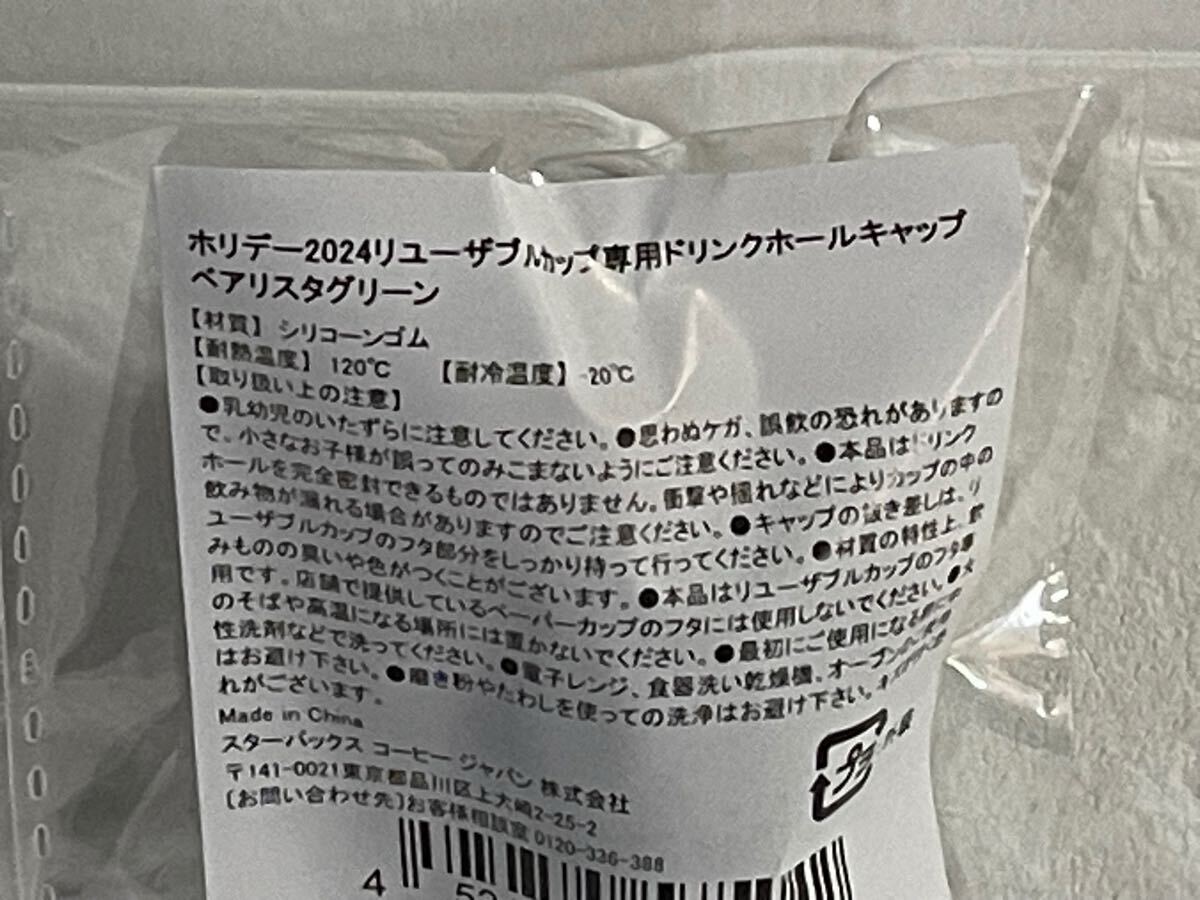 ホリデー2024リユーザブルカップ専用ドリンクホールキャップ
ベアリスタグリーン
【材質】 シリコーンゴム
【耐熱温度】 120℃ 【耐冷温度】 -20℃
【取り扱い上の注意】
●乳幼児のいたずらに注意してください。●思わぬケガ、誤飲の恐れがありますの
で、小さなお子様が誤ってのみこまないようにご注意ください。●本品はドリンク
ホールを完全密封できるものではありません。衝撃や揺れなどによりカップの中の
飲み物が漏れる場合がありますのでご注意ください。●キャップの抜き差しは、リ
ユーザブルカップのフタ部分をしっかり持って行ってください。●材質の特性上、飲
みものの臭いや色がつくことがございます。●本品はリユーザブルカップのフタ専
用です。店舗で提供しているペーパーカップのフタには使用しないでください。●火
のそばや高温になる場所には置かないでください。●最初にご使用になる
性洗剤などで洗ってください。●電子レンジ、食器洗い乾燥機、オーブン
はお避け下さい。●磨き粉やたわしを使っての洗浄はお避け下さい。
れがございます。
Made in China
スターバックス コーヒー ジャパン 株式会社
〒141-0021東京都品川区上大崎2-25-2
(お問い合わせ先)お客様相談室0120-336-388
プラ
4 52